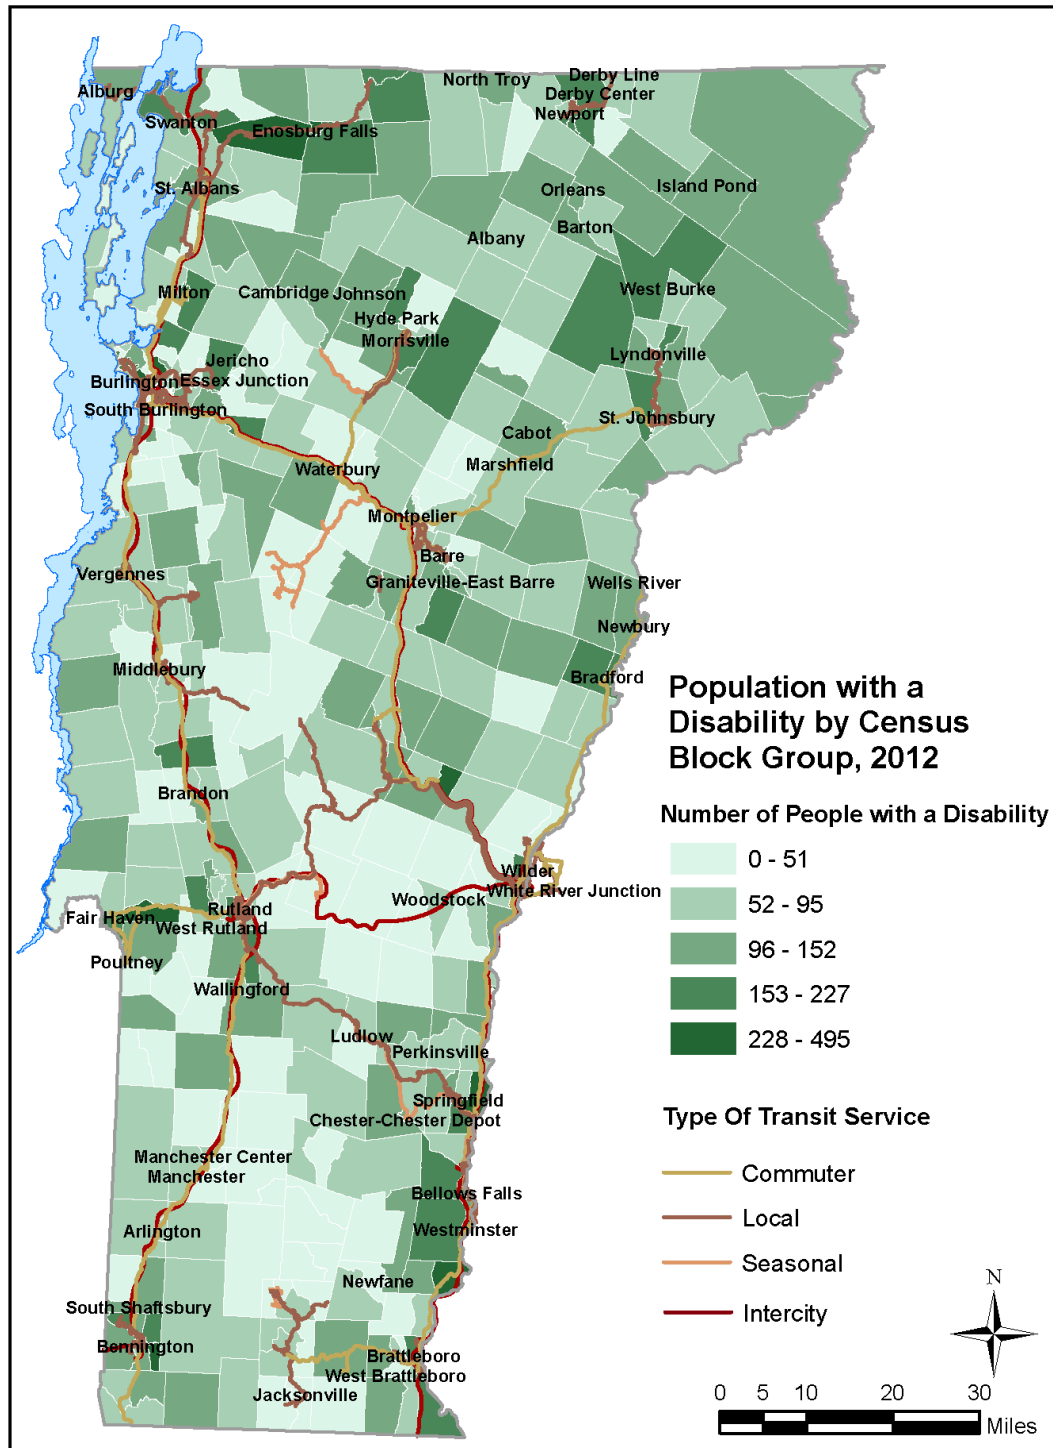 North Troy
Derby Line
Derby Center
Newport
Alburg
Swanton
Enosburg Falls
St. Albans
Orleans
Island Pond
Barton
Albany
West Burke
Milton
Cambridge
Johnson
Hyde Park
Morrisville
Lyndonville
Jericho
Burlington
Essex Junction
South Burlington
St. Johnsbury
Cabot
Marshfield
Waterbury
Montpelier
Barre
Graniteville-East Barre
Wells River
Vergennes
Newbury
Middlebury
Bradford
Population with a
Disability by Census
Block Group, 2012
Brandon
Number of People with a Disability
0 - 51
52 - 95
96 - 152
153 - 227
228 - 495
Wilder
White River Junction
Woodstock
Rutland
Fair Haven
West Rutland
Poultney
Wallingford
Ludlow
Perkinsville
Springfield
Chester-Chester Depot
Type Of Transit Service
Commuter
Local
Seasonal
Intercity
Manchester Center
Manchester
Bellows Falls
Westminster
Arlington
Newfane
South Shaftsbury
Bennington
Brattleboro
West Brattleboro
Jacksonville
N
0 5 10 20 30
Miles